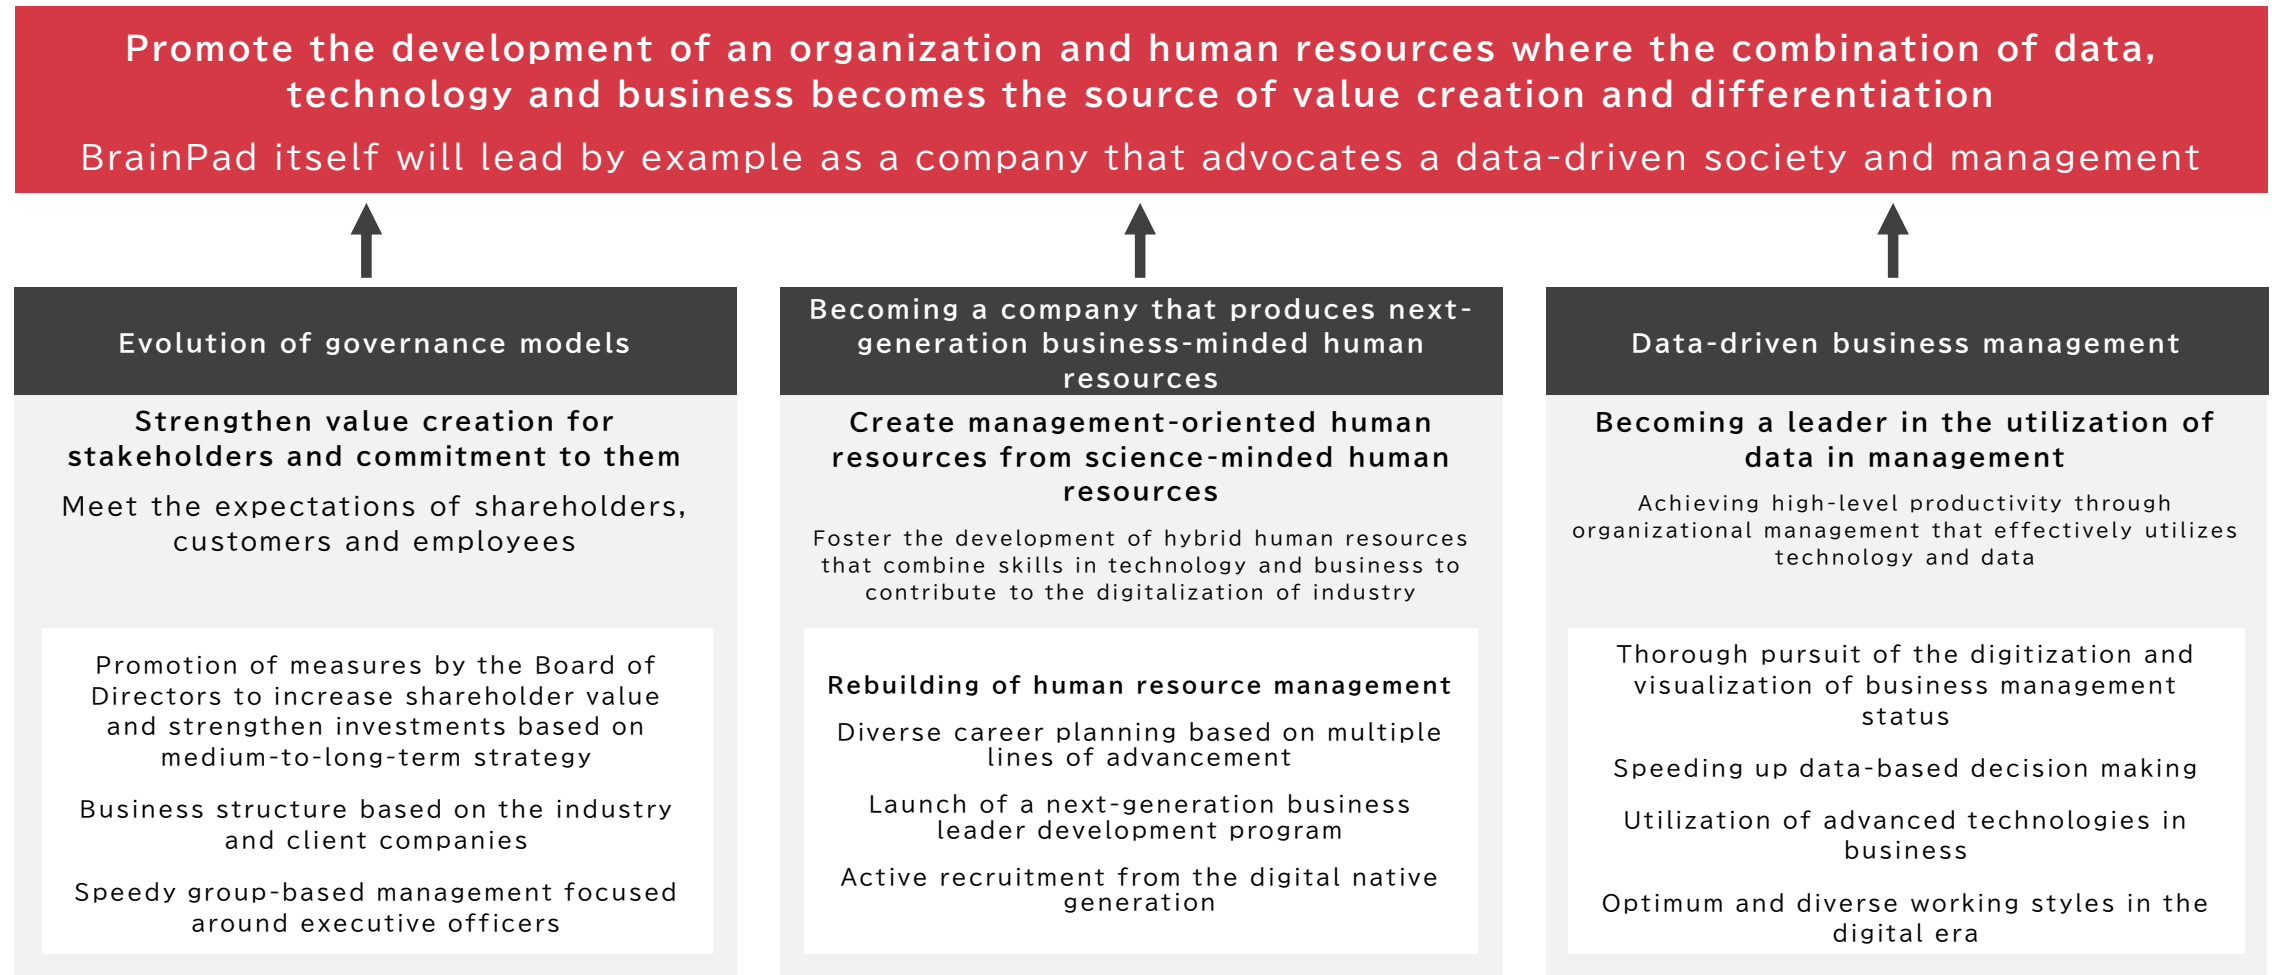 Promote the development of an organization and human resources where the combination of data,
technology and business becomes the source of value creation and differentiation
BrainPad itself will lead by example as a company that advocates a data-driven society and management
Evolution of governance models
Strengthen value creation for
stakeholders and commitment to them
Meet the expectations of shareholders,
customers and employees
Promotion of measures by the Board of
Directors to increase shareholder value
and strengthen investments based on
medium-to-long-term strategy
Business structure based on the industry
and client companies
Speedy group-based management focused
around executive officers
Becoming a company that produces next-
generation business-minded human
resources
Create management-oriented human
resources from science-minded human
resources
Foster the development of hybrid human resources
that combine skills in technology and business to
contribute to the digitalization of industry
Rebuilding of human resource management
Diverse career planning based on multiple
lines of advancement
Launch of a next-generation business
leader development program
Active recruitment from the digital native
generation
Data-driven business management
Becoming a leader in the utilization of
data in management
Achieving high-level productivity through
organizational management that effectively utilizes
technology and data
Thorough pursuit of the digitization and
visualization of business management
status
Speeding up data-based decision making
Utilization of advanced technologies in
business
Optimum and diverse working styles in the
digital era